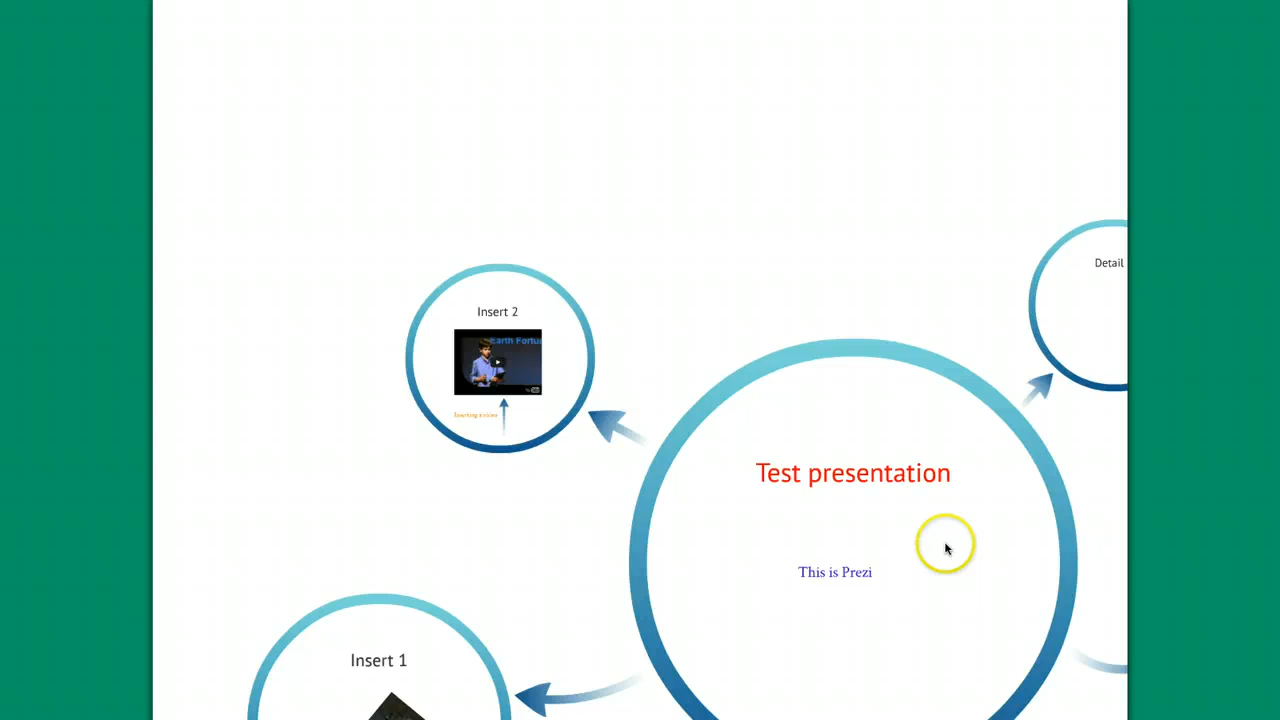 Detail
Insert 2
Earth Fortu
Inserting a video
Test presentation
This is Prezi
Insert 1